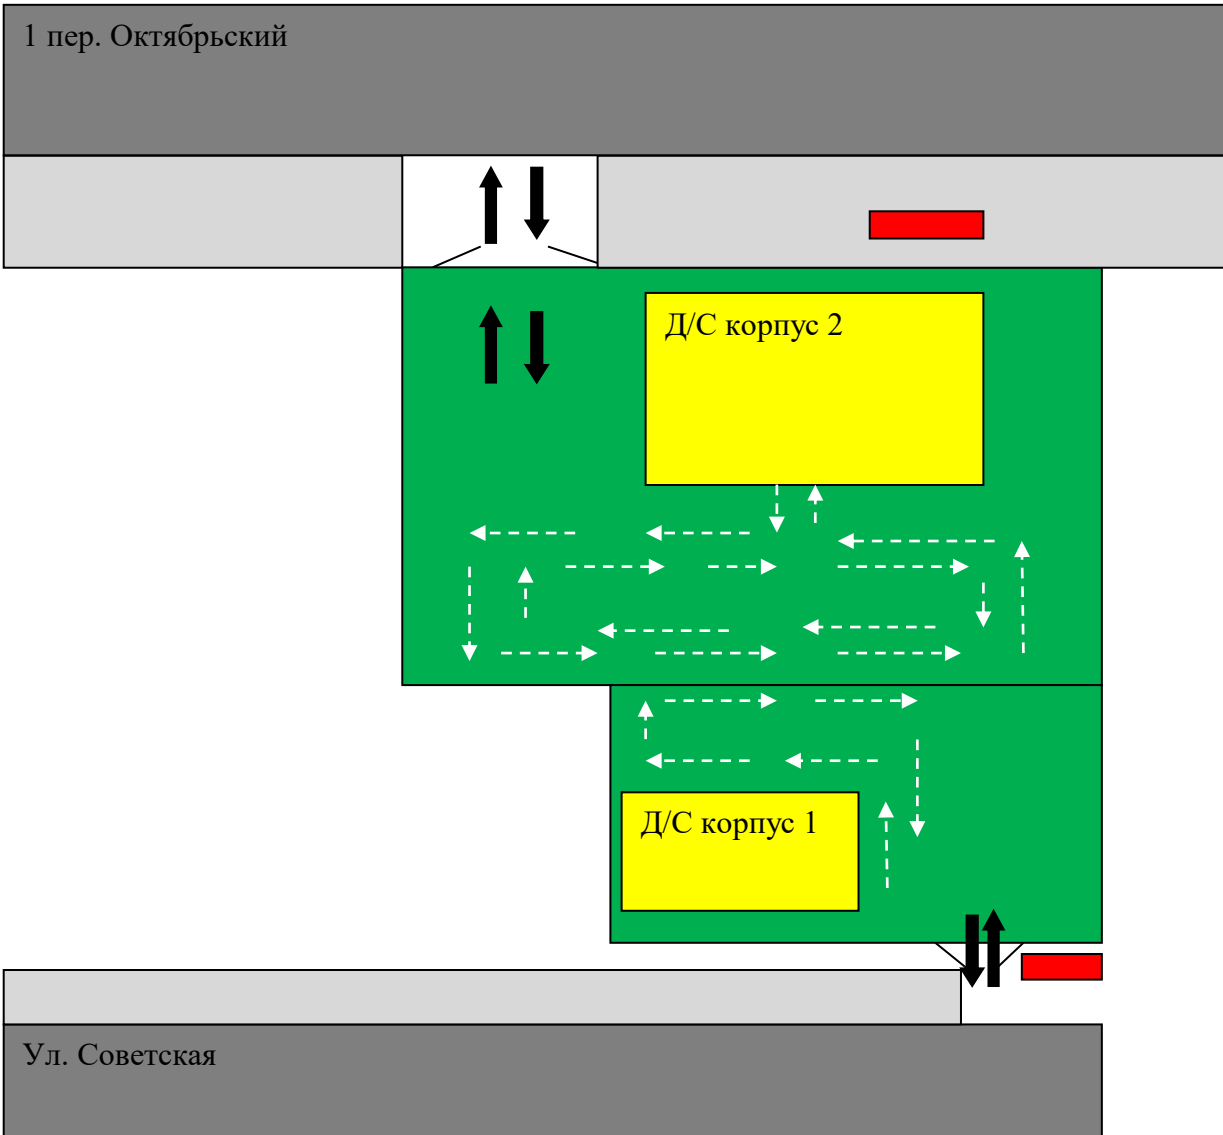 1 пер. Октябрьский
Д/С корпус 2
Д/С корпус 1
Ул. Советская